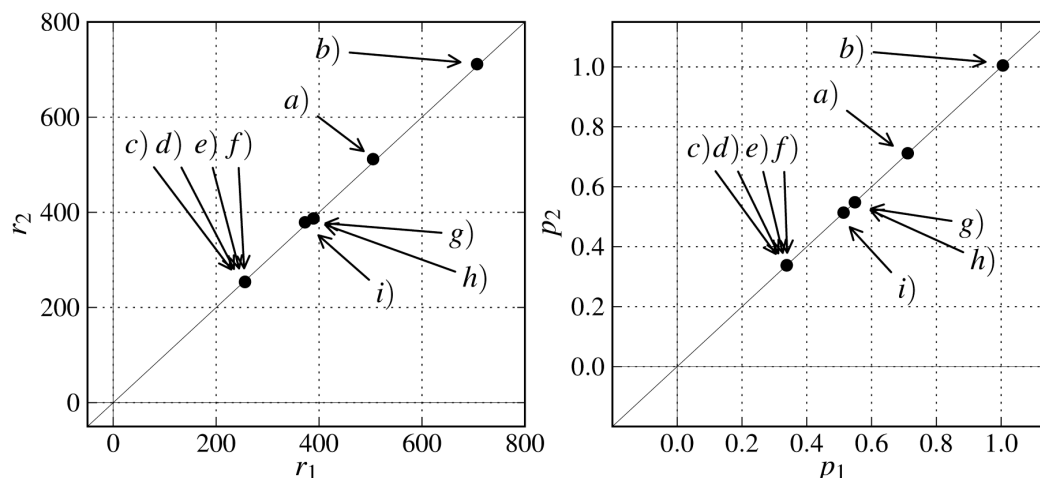 800
600
400
200
0
r2
0 200 400 600 800
r1
b)
a)
c) d) e) f)
g)
h)
i)
1.0
0.8
0.6
0.4
0.2
0.0
p2
0.0 0.2 0.4 0.6 0.8 1.0
p1
b)
a)
c) d) e) f)
g)
h)
i)